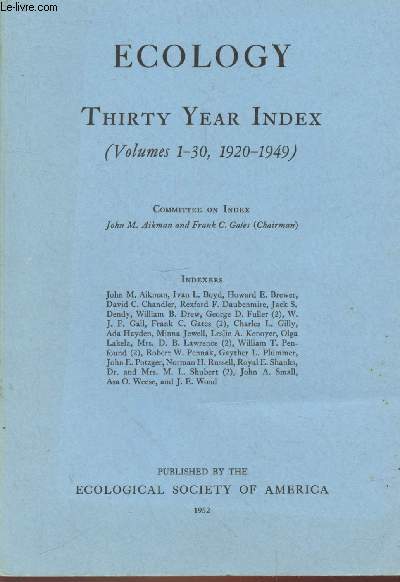 © Le-livre.com
ECOLOGY
THIRTY YEAR INDEX
(Volumes 1-30, 1920-1949)
COMMITTEE ON INDEX
John M. Aikman and Frank C. Gates (Chairman)
INDEXERS
John M. Aikman, Ivan L. Boyd, Howard E. Brewer,
David C. Chandler, Rexford F. Daubenmire, Jack S.
Dendy, William B. Drew, George D. Fuller (2), W.
J. F. Gall, Frank C. Gates (2), Charles L. Gilly,
Ada Hayden, Minna Jewell, Leslie A. Kenoyer, Olga
Lakela, Mrs. D. B. Lawrence (2), William T. Pen-
found (2), Robert W. Pennak, Gayther L. Plummer,
John E. Potzger, Norman H. Russell, Royal E. Shanks,
Dr. and Mrs. M. L. Shubert (?), John A. Small,
Asa O. Weese, and J. E. Wood
PUBLISHED BY THE
ECOLOGICAL SOCIETY OF AMERICA
1952